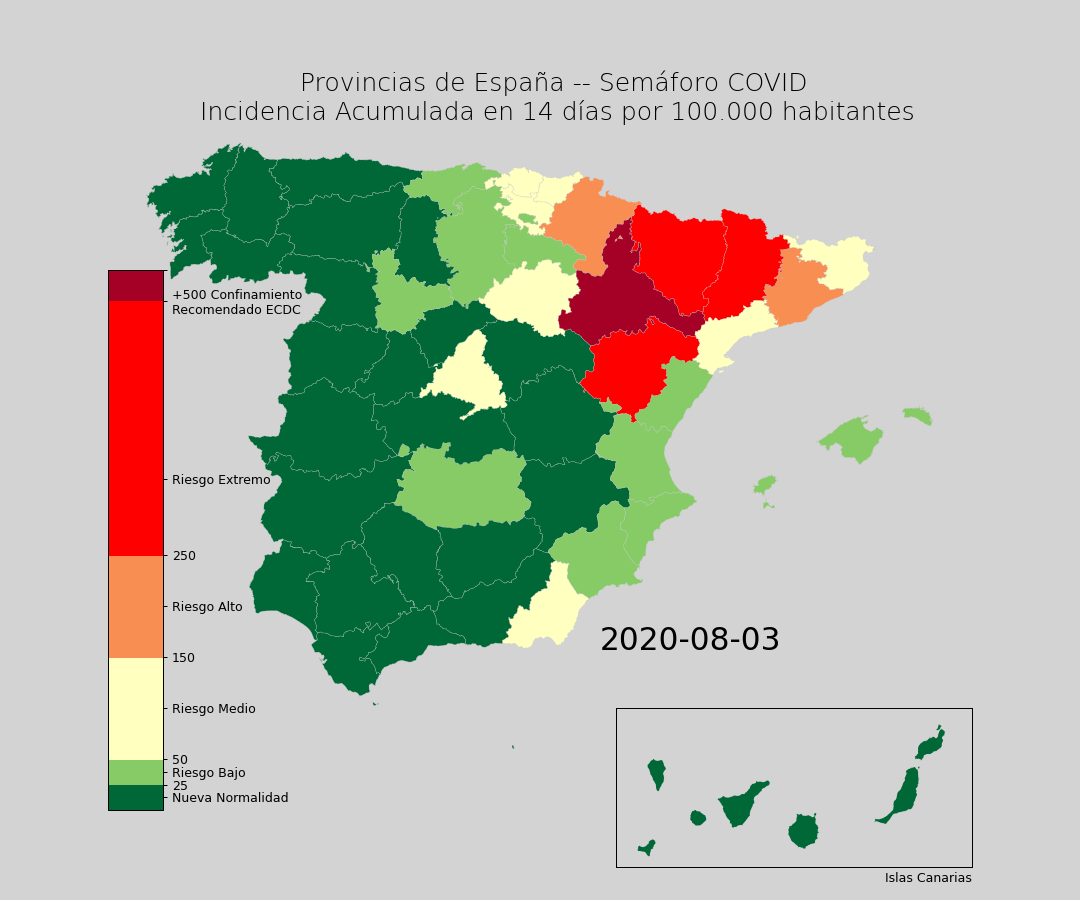 Provincias de España -- Semáforo COVID
Incidencia Acumulada en 14 días por 100.000 habitantes
+500 Confinamiento
Recomendado ECDC
Riesgo Extremo
250
Riesgo Alto
150
Riesgo Medio
50
Riesgo Bajo
25
Nueva Normalidad
2020-08-03
Islas Canarias